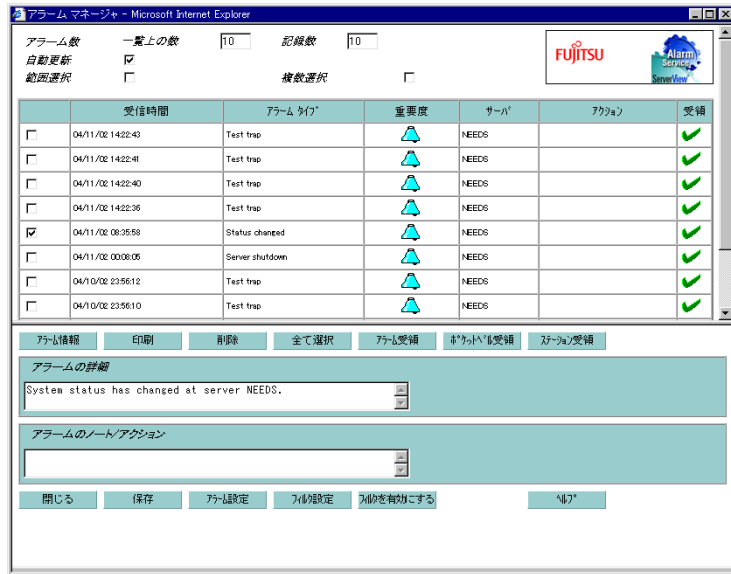 アラーム マネージャ - Microsoft Internet Explorer
アラーム数 一覧上の数 10 記録数 10
自動更新
範囲選択 複数選択
FUJITSU
Alarm Service
ServerView
受信時間 ｱﾗｰﾑ ﾀｲﾌﾟ 重要度 ｻｰﾊﾞ ｱｸｼｮﾝ 受領
04/11/02 14:22:43 Test trap NEEDS
04/11/02 14:22:41 Test trap NEEDS
04/11/02 14:22:40 Test trap NEEDS
04/11/02 14:22:36 Test trap NEEDS
04/11/02 08:35:58 Status changed NEEDS
04/11/02 00:08:05 Server shutdown NEEDS
04/10/02 23:56:12 Test trap NEEDS
04/10/02 23:56:10 Test trap NEEDS
ｱﾗｰﾑ情報 印刷 削除 全て選択 ｱﾗｰﾑ受領 ﾎﾟｹｯﾄﾍﾞﾙ受領 ｽﾃｰｼｮﾝ受領
アラームの詳細
System status has changed at server NEEDS.
アラームのノート/アクション
閉じる 保存 ｱﾗｰﾑ設定 ﾌｨﾙﾀ設定 ﾌｨﾙﾀを有効にする ﾍﾙﾌﾟ